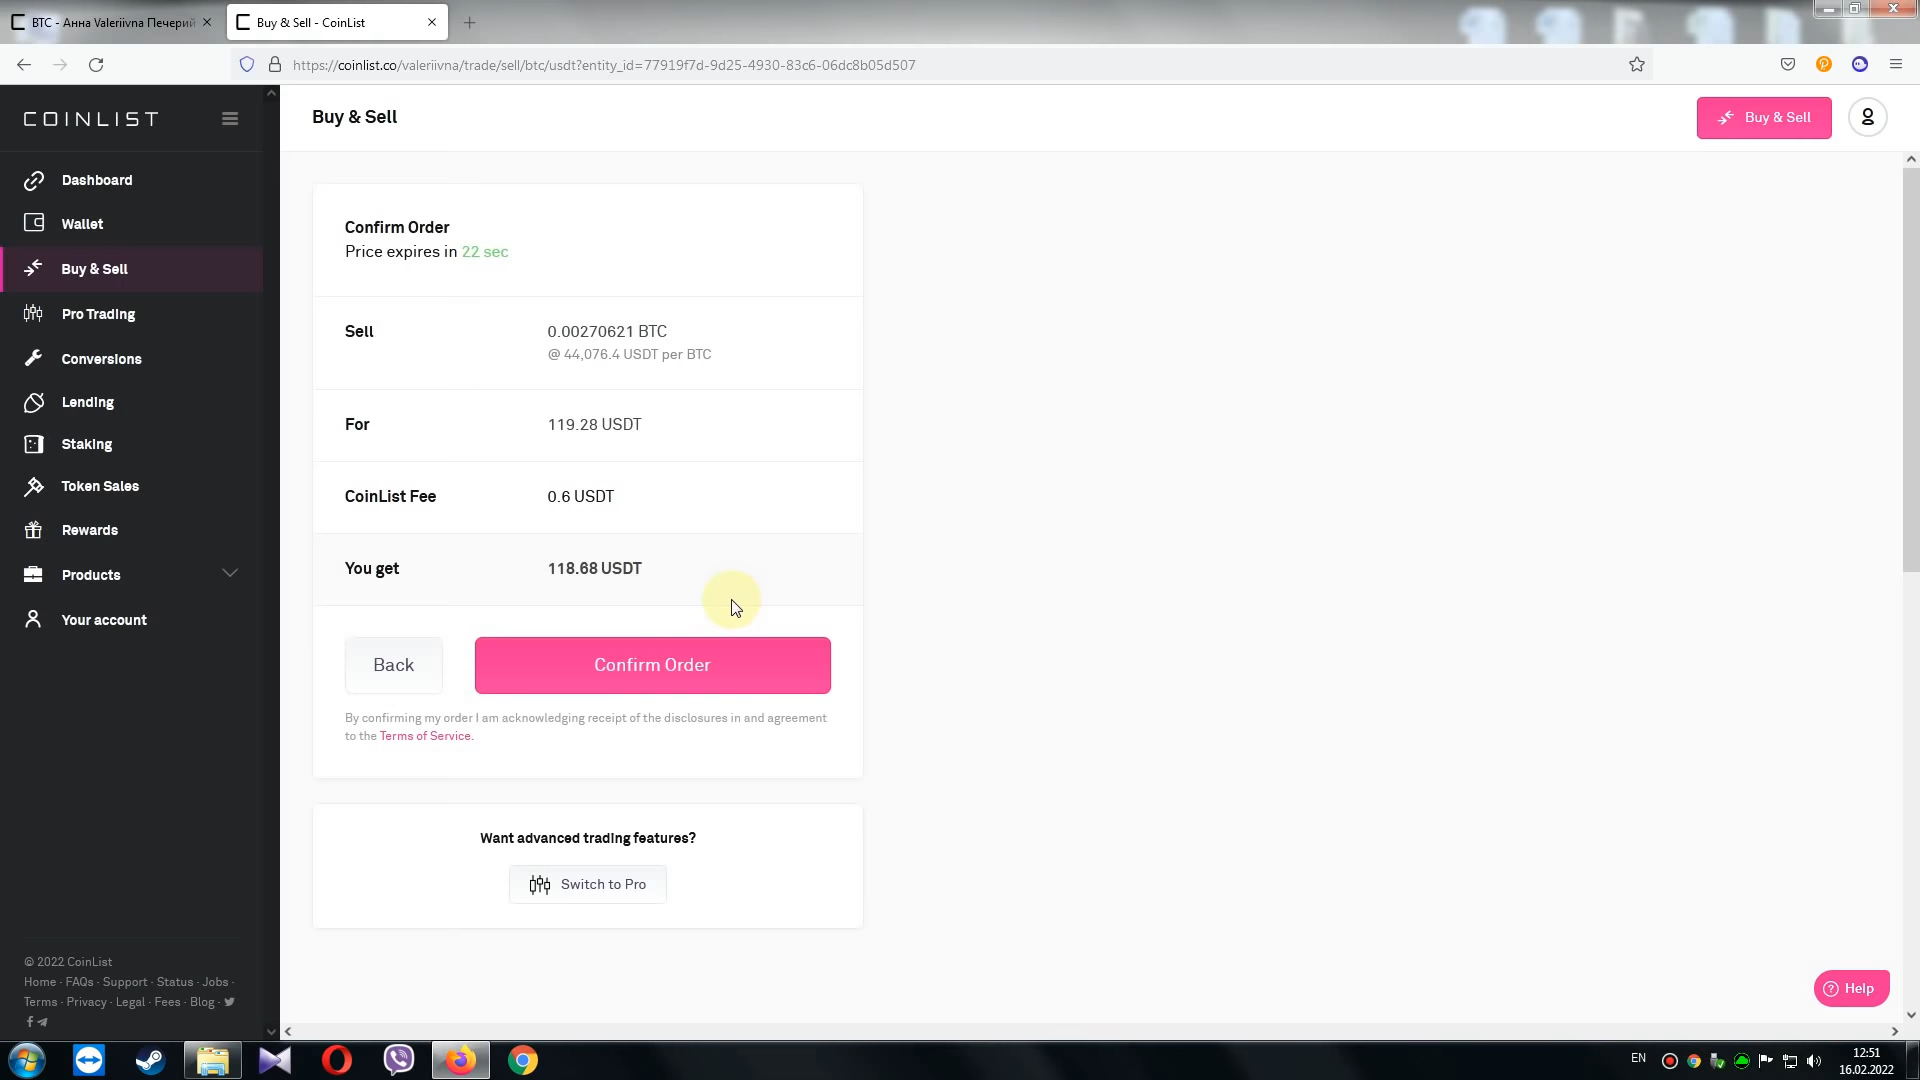 BTC - Анна Valeriivna Печерий
Buy & Sell - CoinList
https://coinlist.co/valeriivna/trade/sell/btc/usdt?entity_id=77919f7d-9d25-4930-83c6-06dc8b05d507
COINLIST
Buy & Sell
Buy & Sell
Dashboard
Wallet
Buy & Sell
Pro Trading
Conversions
Lending
Staking
Token Sales
Rewards
Products
Your account
Confirm Order
Price expires in 22 sec
Sell 0.00270621 BTC
@ 44,076.4 USDT per BTC
For 119.28 USDT
CoinList Fee 0.6 USDT
You get 118.68 USDT
Back Confirm Order
By confirming my order I am acknowledging receipt of the disclosures in and agreement
to the Terms of Service.
Want advanced trading features?
Switch to Pro
© 2022 CoinList
Home · FAQs · Support · Status · Jobs ·
Terms · Privacy · Legal · Fees · Blog ·
Help
EN
12:51
16.02.2022